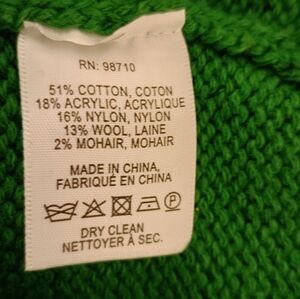 RN: 98710
51% COTTON, COTON
18% ACRYLIC, ACRYLIQUE
16% NYLON, NYLON
13% WOOL, LAINE
2% MOHAIR, MOHAIR
MADE IN CHINA,
FABRIQUÉ EN CHINA
P
DRY CLEAN
NETTOYER À SEC.